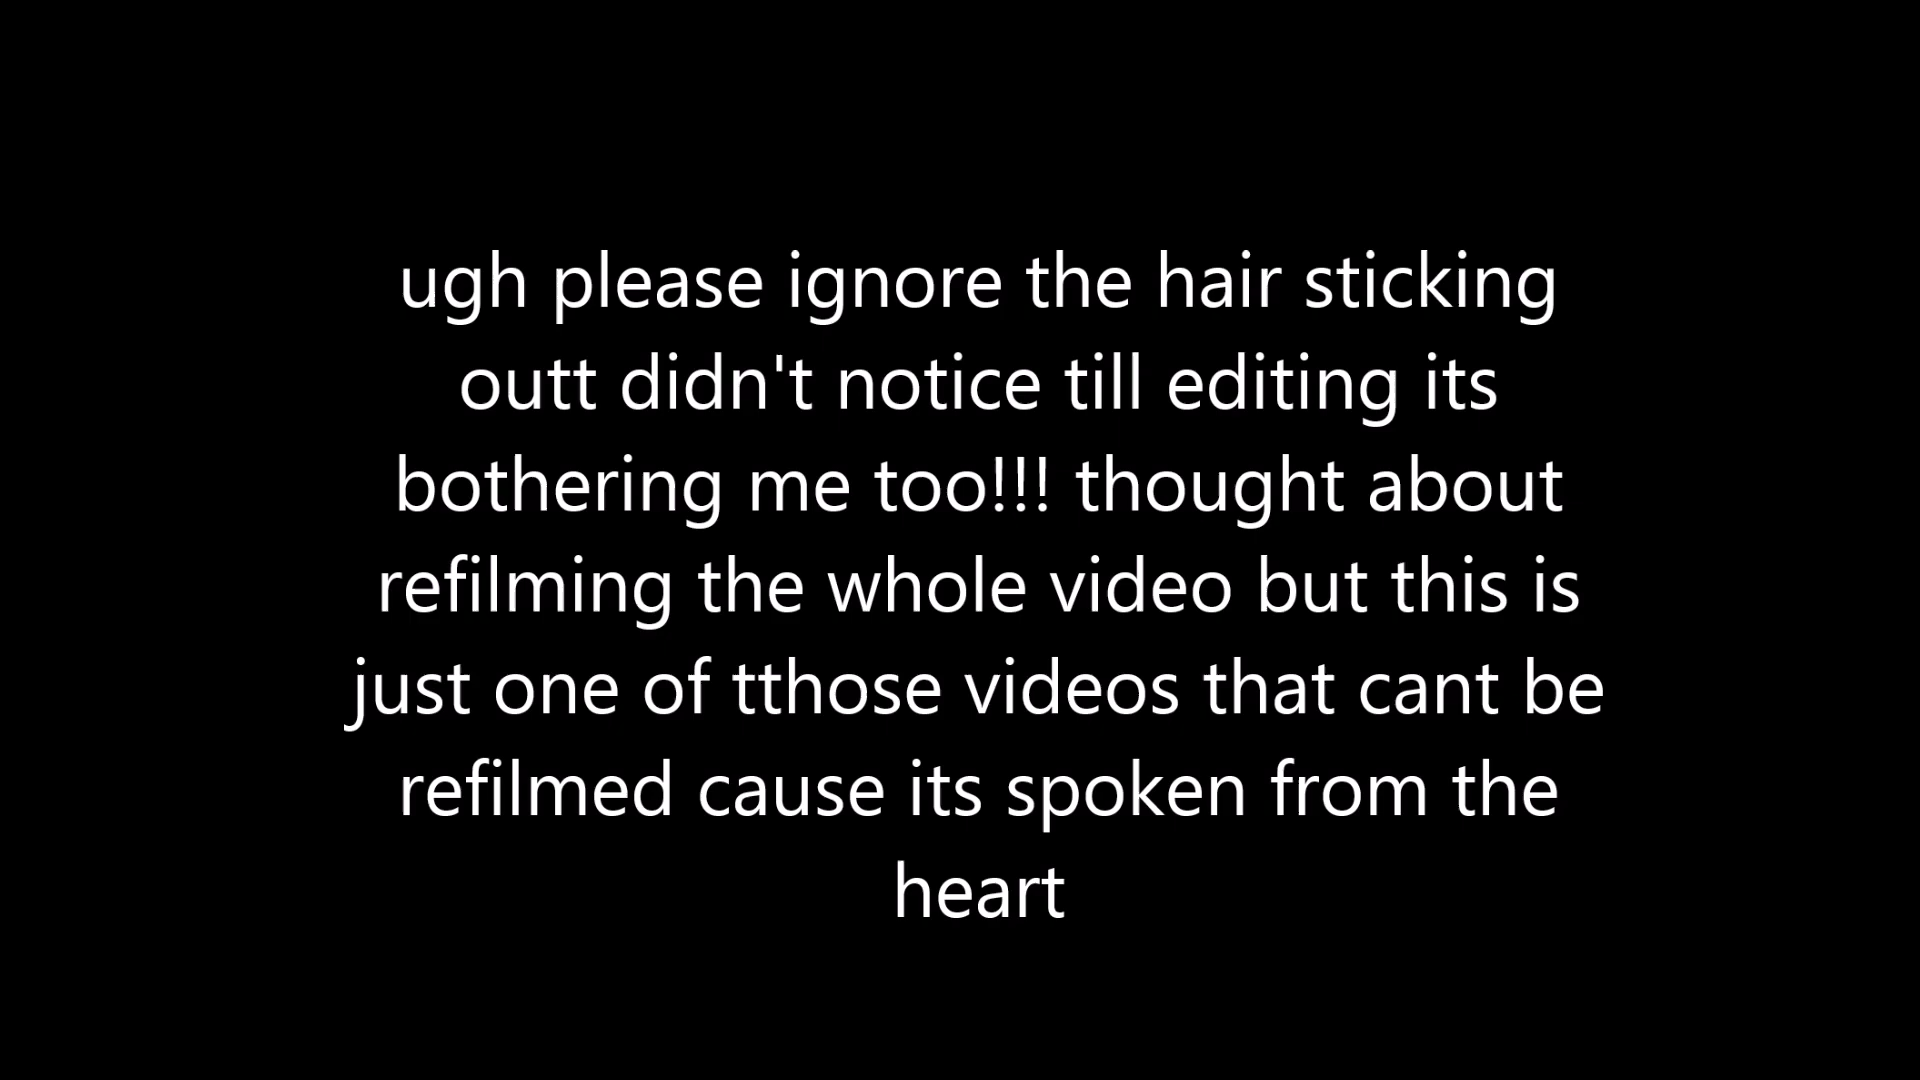 ugh please ignore the hair sticking
outt didn't notice till editing its
bothering me too!!! thought about
refilming the whole video but this is
just one of tthose videos that cant be
refilmed cause its spoken from the
heart